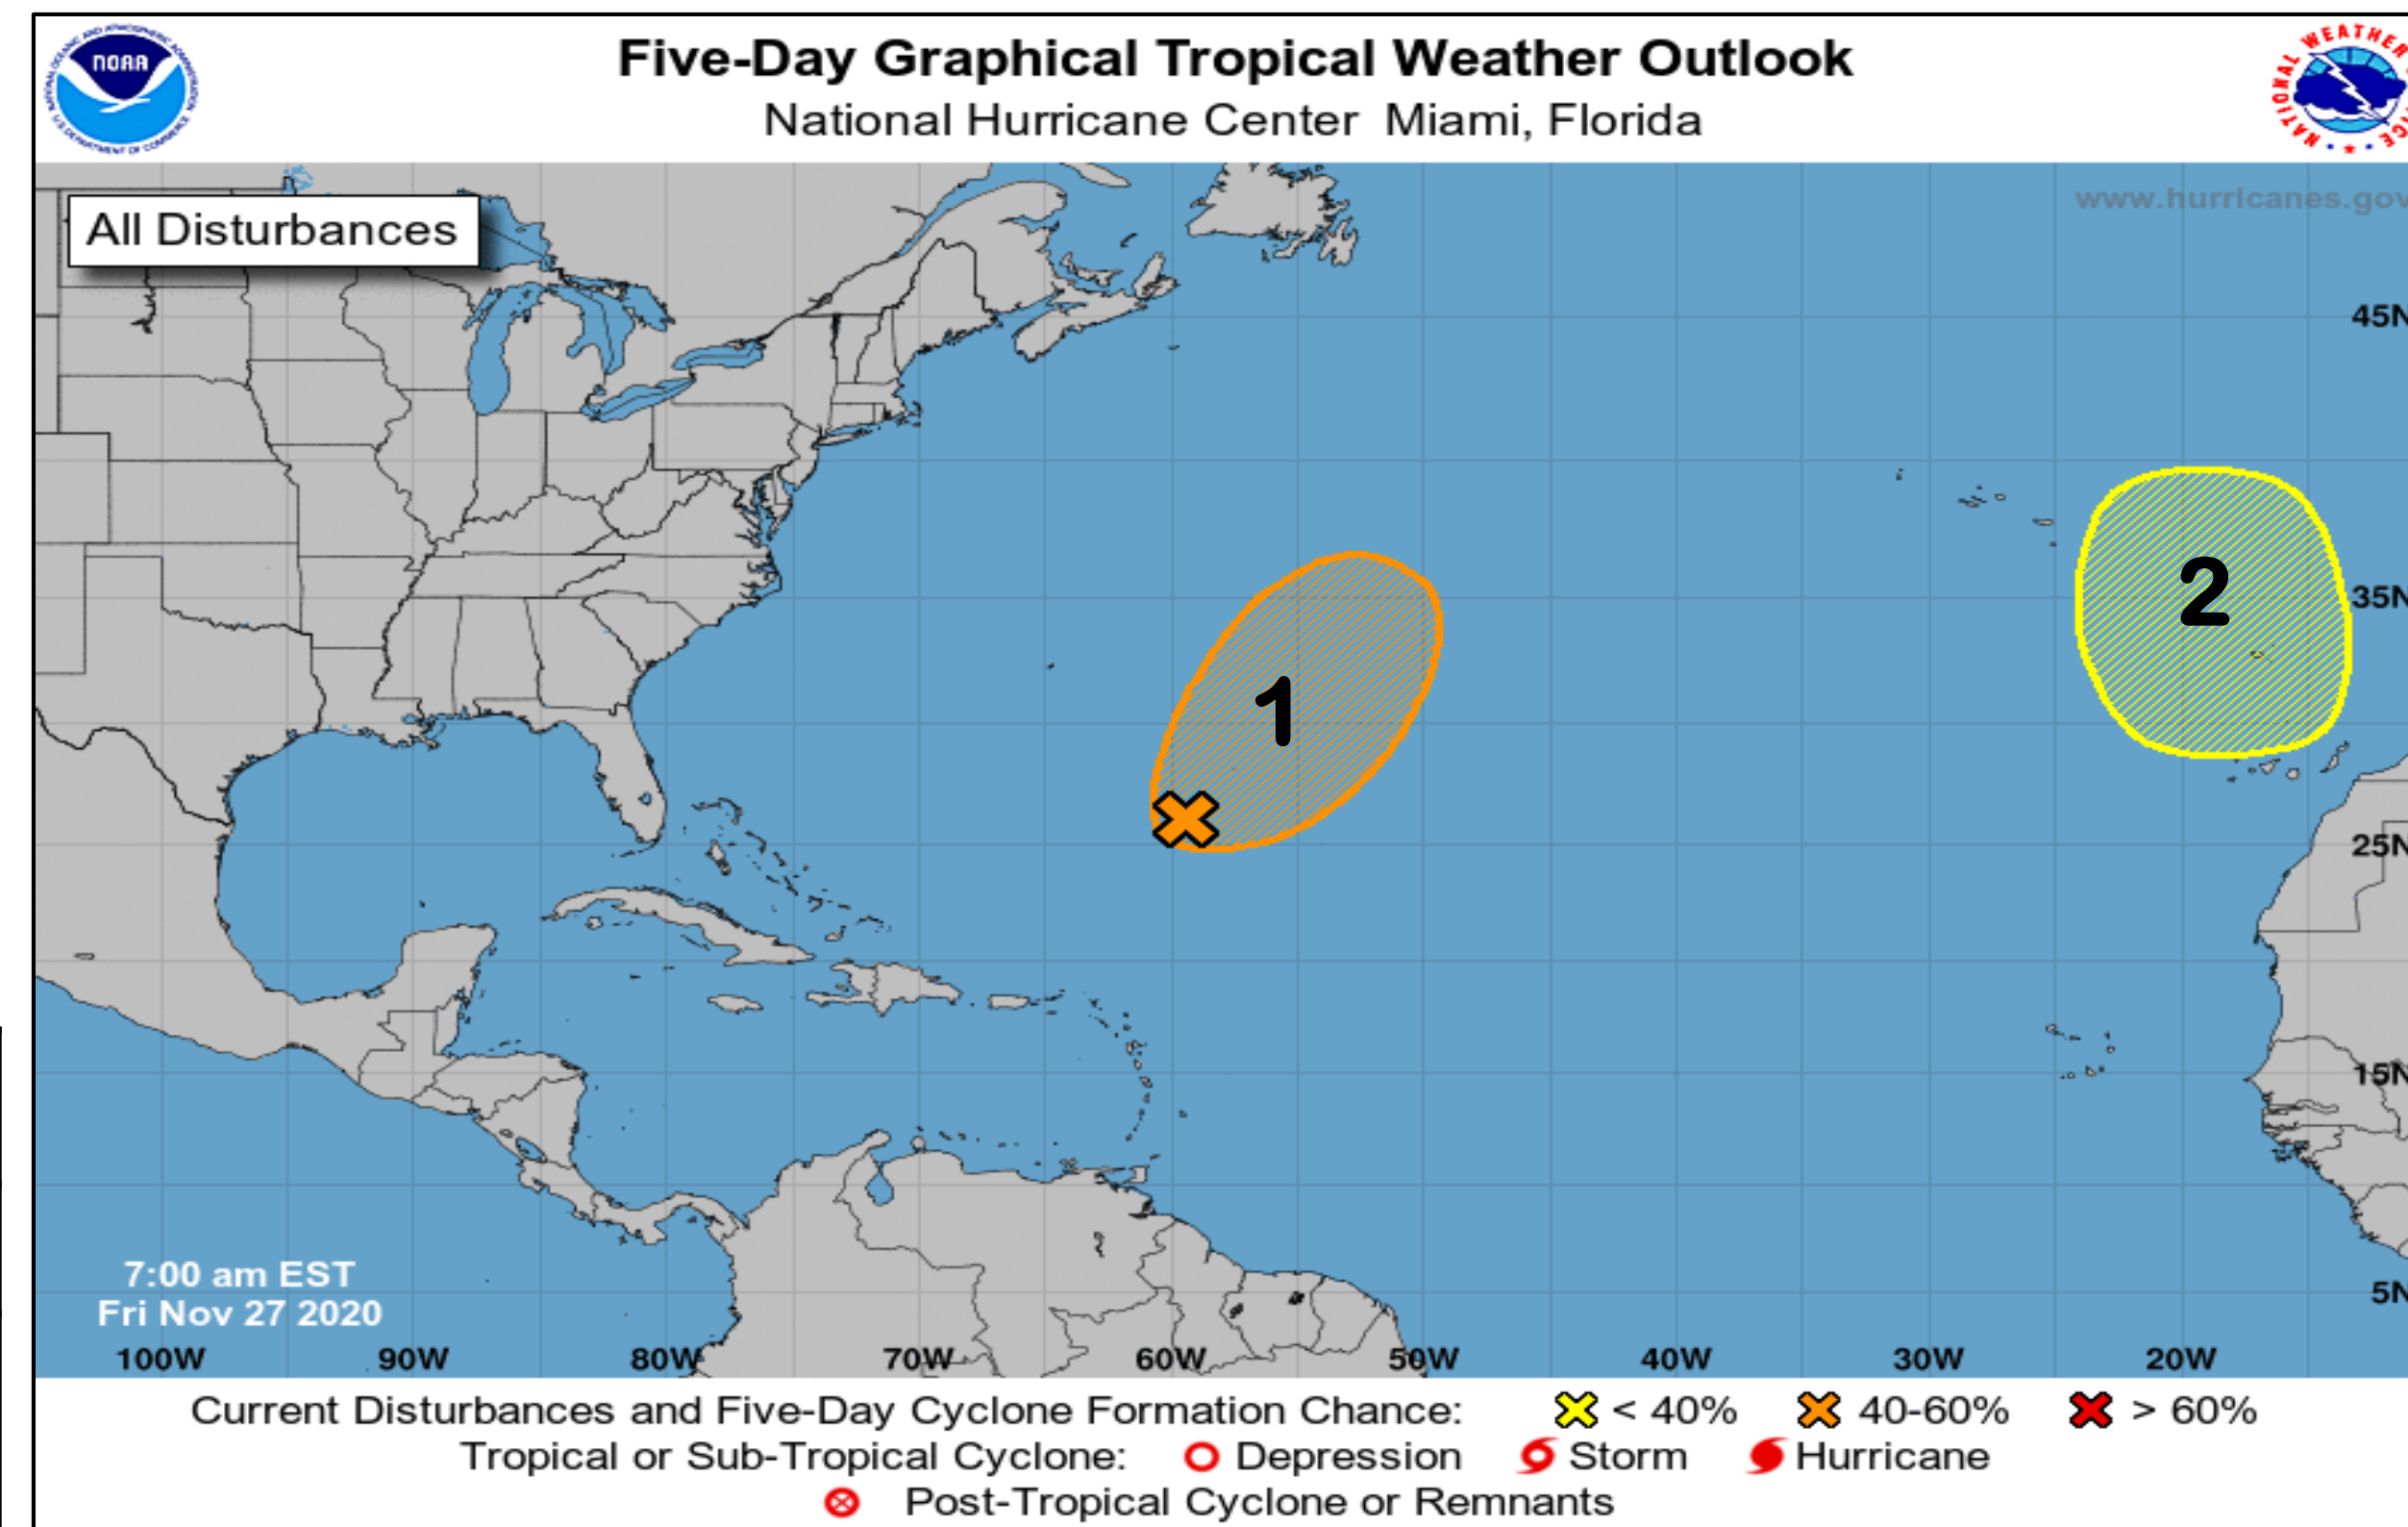 Five-Day Graphical Tropical Weather Outlook
National Hurricane Center Miami, Florida
NOAA
NATIONAL WEATHER
All Disturbances
www.hurricanes.gov
45N
35N
25N
15N
5N
1
2
7:00 am EST
Fri Nov 27 2020
100W 90W 80W 70W 60W 50W 40W 30W 20W
Current Disturbances and Five-Day Cyclone Formation Chance: < 40% 40-60% > 60%
Tropical or Sub-Tropical Cyclone: Depression Storm Hurricane
Post-Tropical Cyclone or Remnants